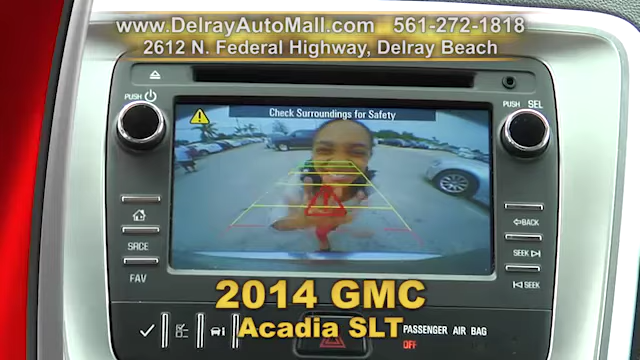 www.DelrayAutoMall.com 561-272-1818
2612 N. Federal Highway, Delray Beach
PUSH
PUSH SEL
Check Surroundings for Safety
SRCE
FAV
BACK
SEEK
SEEK
2014 GMC
Acadia SLT
PASSENGER AIR BAG
OFF